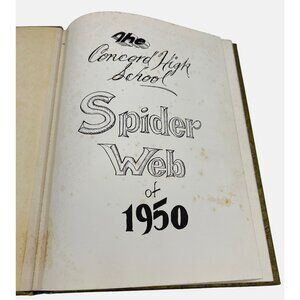 The
Concord High
School
Spider
Web
of
1950